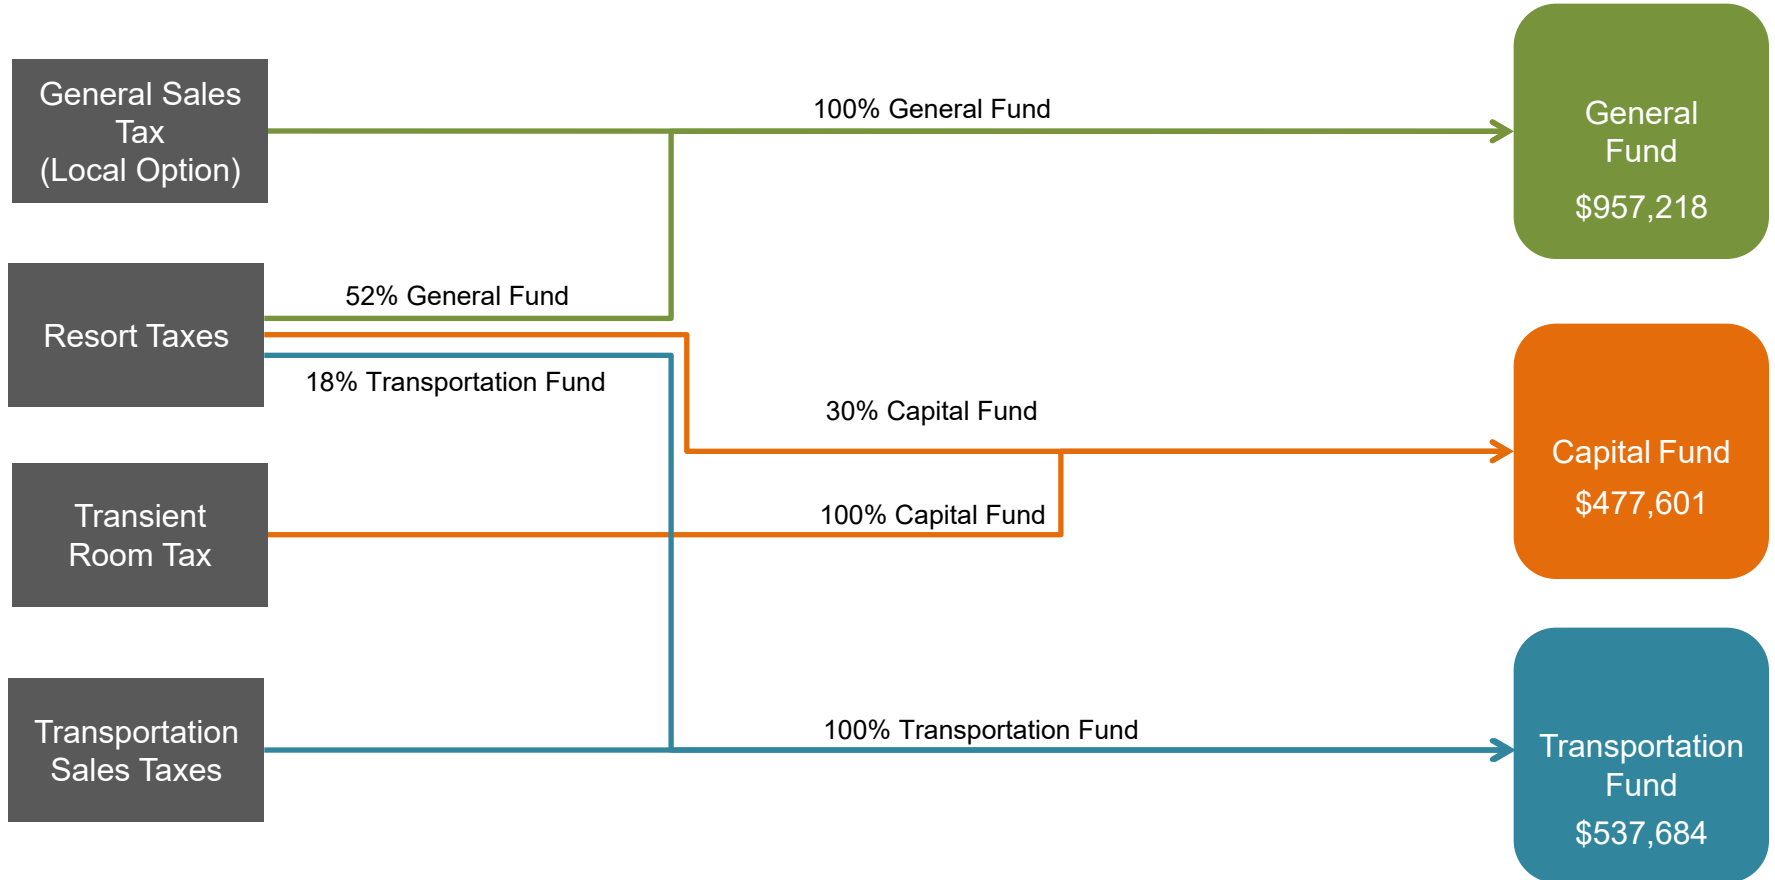 General Sales
Tax
(Local Option)
100% General Fund
General
Fund
$957,218
Resort Taxes
52% General Fund
18% Transportation Fund
30% Capital Fund
Capital Fund
$477,601
Transient
Room Tax
100% Capital Fund
Transportation
Sales Taxes
100% Transportation Fund
Transportation
Fund
$537,684